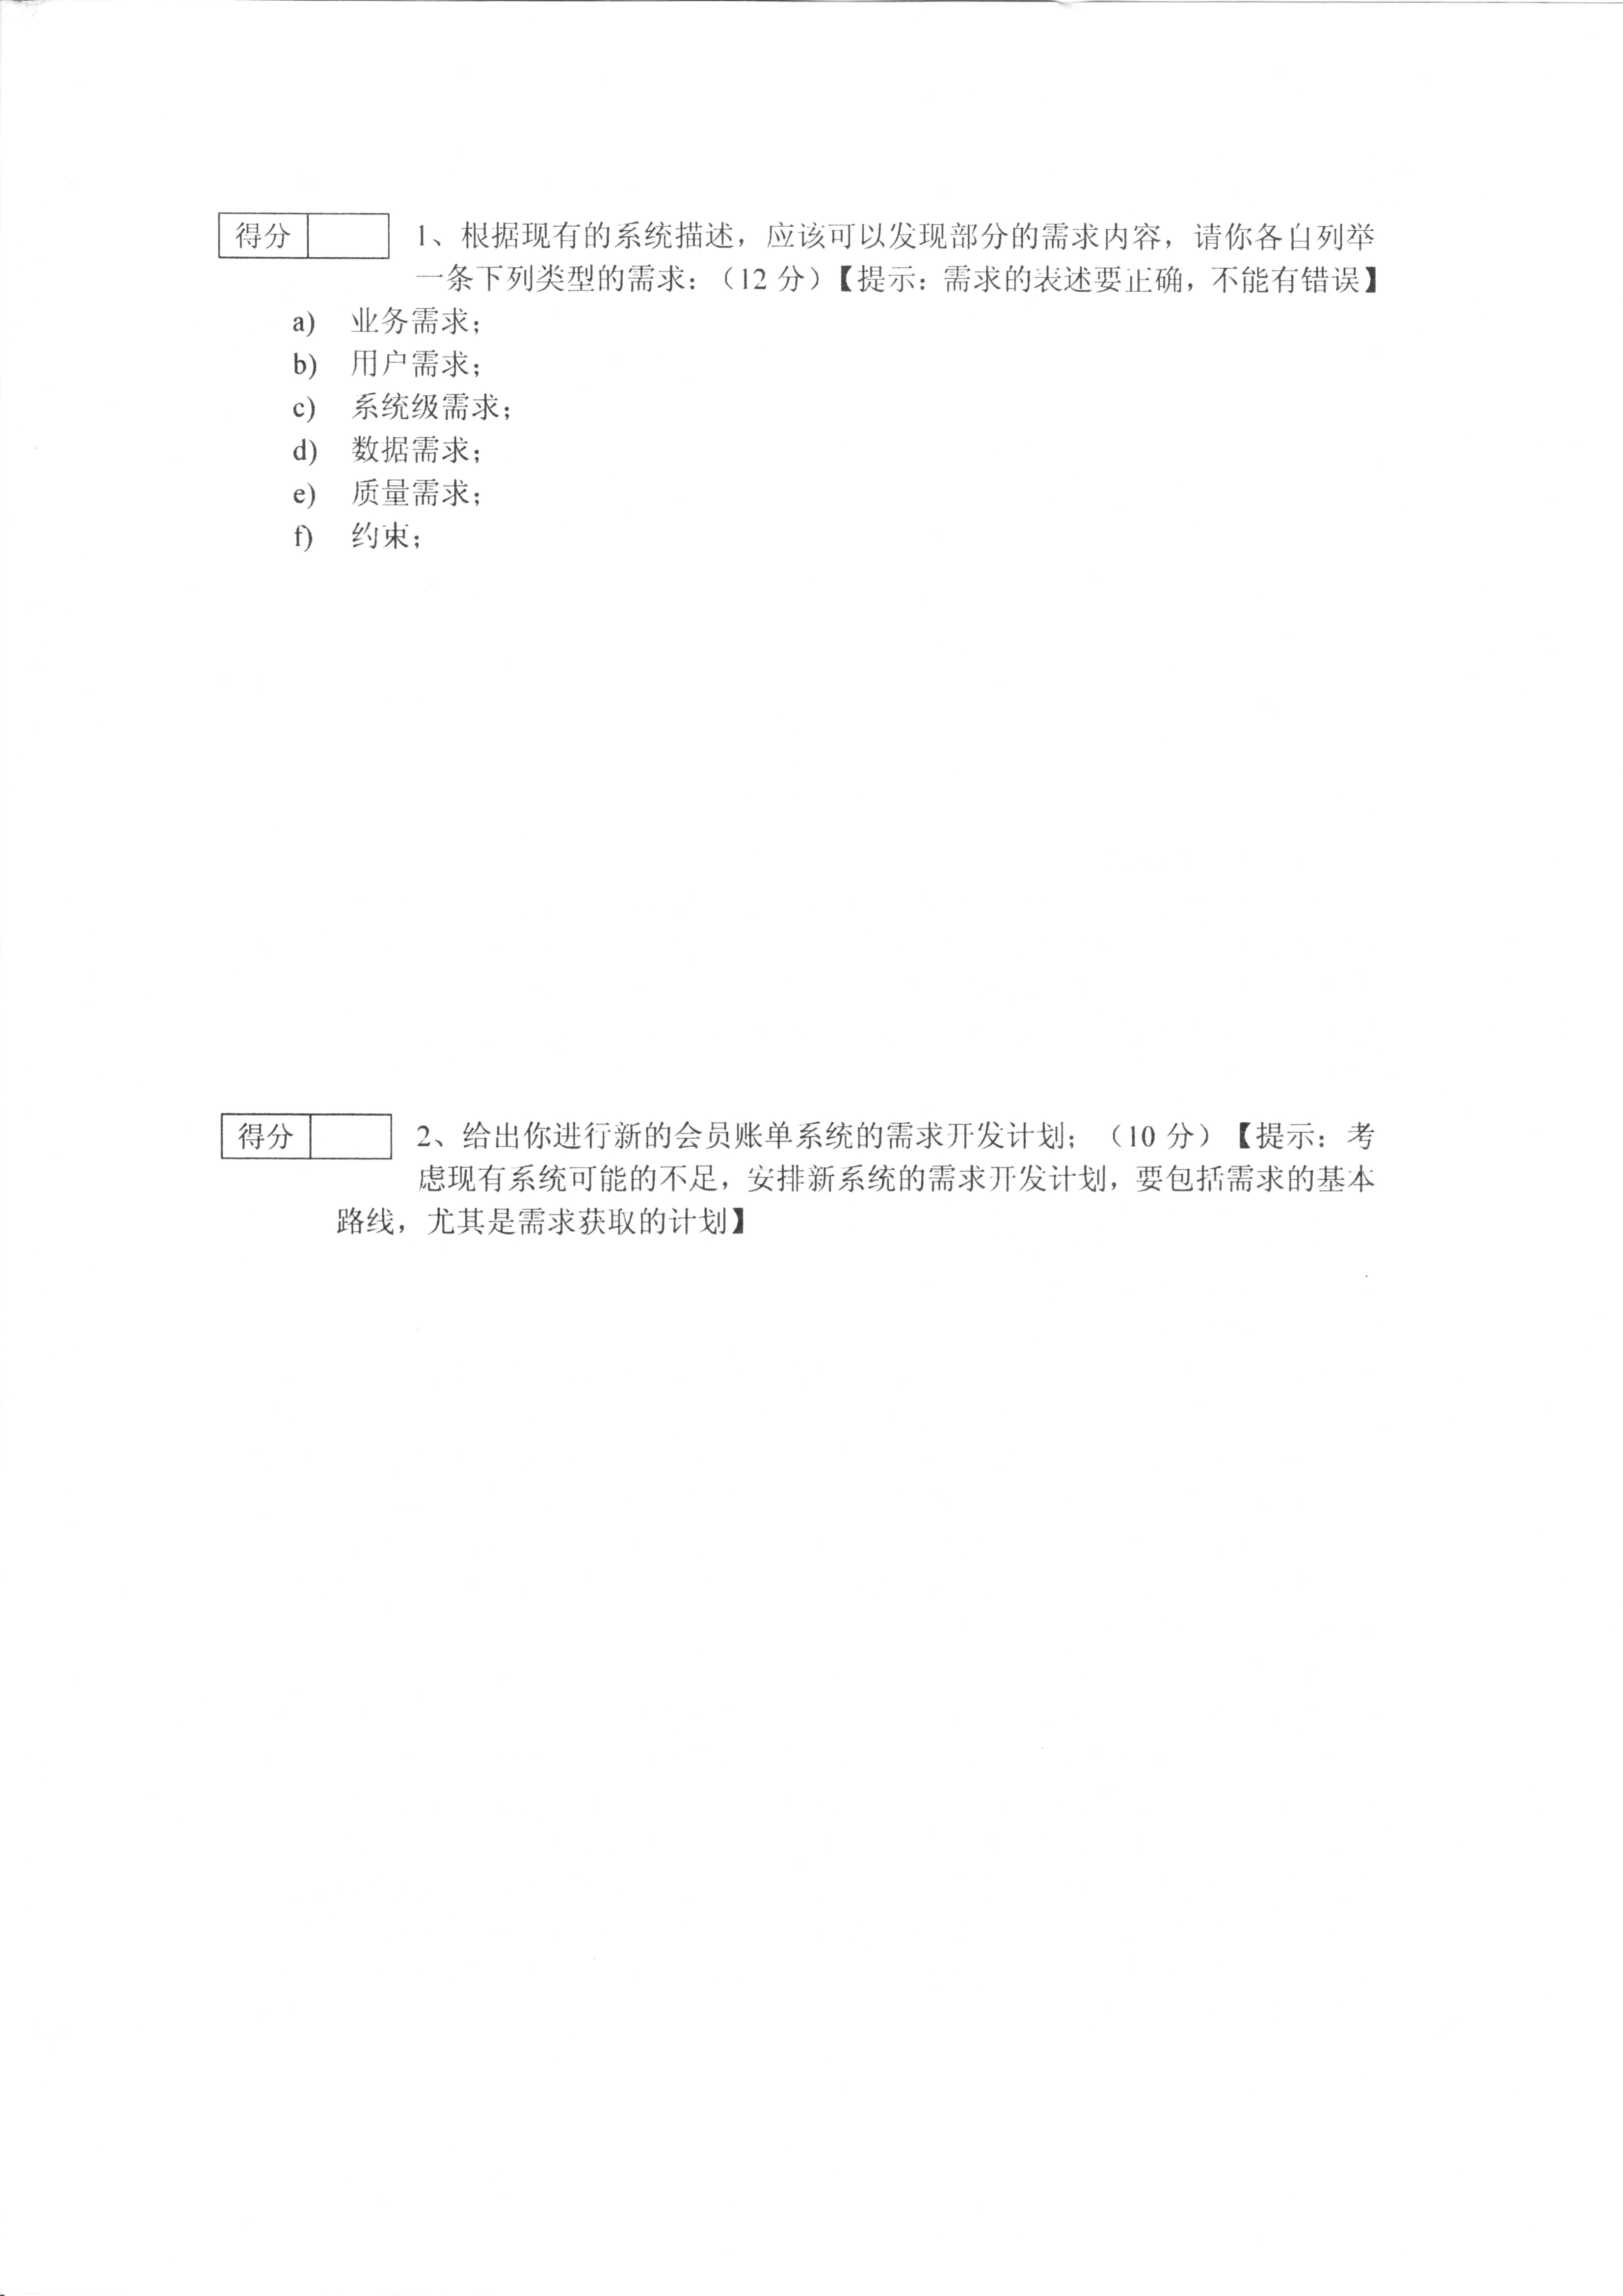 得分 1、根据现有的系统描述，应该可以发现部分的需求内容，请你各自列举
一条下列类型的需求：（12 分）【提示：需求的表述要正确，不能有错误】
a) 业务需求；
b) 用户需求；
c) 系统级需求；
d) 数据需求；
e) 质量需求；
f) 约束；
得分 2、给出你进行新的会员账单系统的需求开发计划；（10 分）【提示：考
虑现有系统可能的不足，安排新系统的需求开发计划，要包括需求的基本
路线，尤其是需求获取的计划】